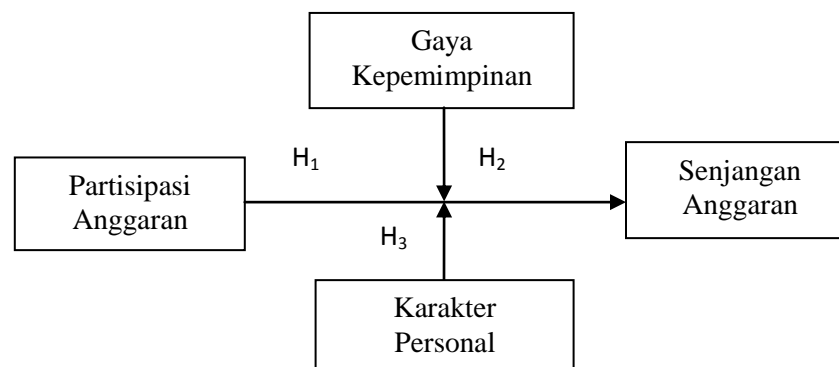 Gaya
Kepemimpinan
H₁
H₂
Partisipasi
Anggaran
Senjangan
Anggaran
H₃
Karakter
Personal